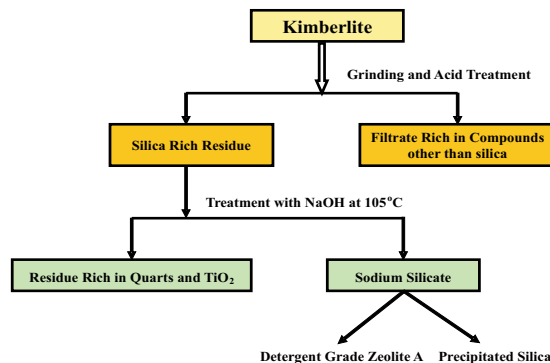 Kimberlite
Grinding and Acid Treatment
Silica Rich Residue
Filtrate Rich in Compounds
other than silica
Treatment with NaOH at 105°C
Residue Rich in Quarts and TiO₂
Sodium Silicate
Detergent Grade Zeolite A
Precipitated Silica